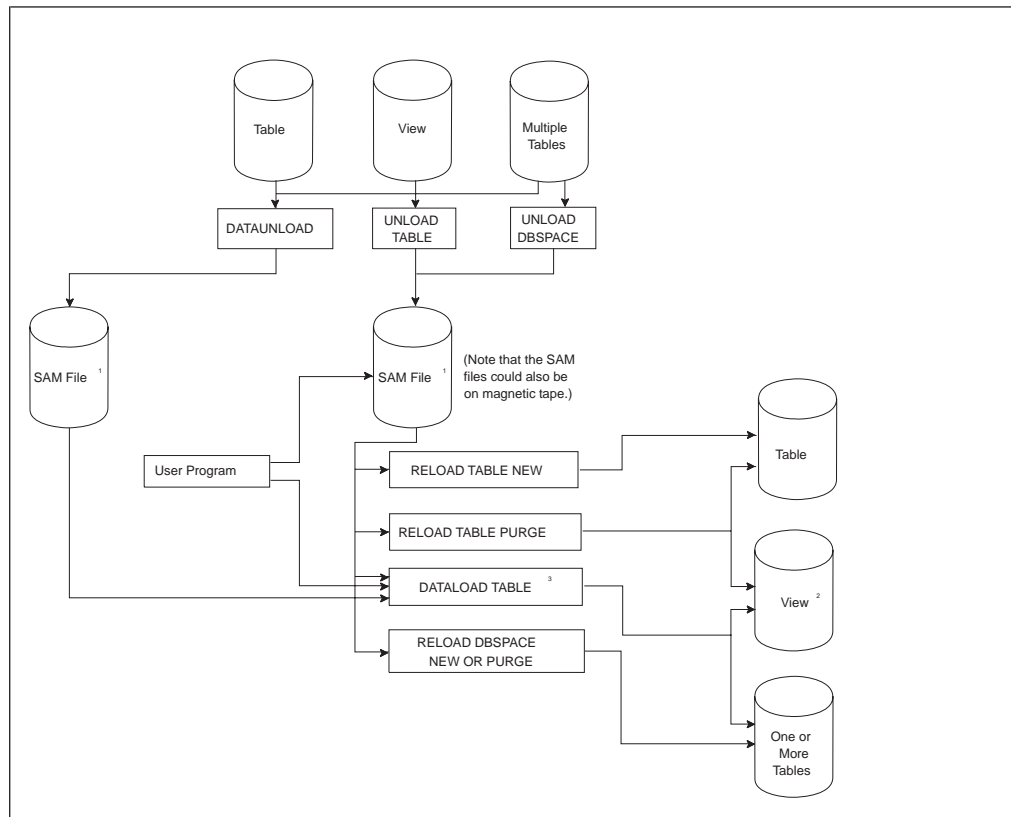 Table
View
Multiple
Tables
DATAUNLOAD
UNLOAD
TABLE
UNLOAD
DBSPACE
SAM File 1
SAM File 1
(Note that the SAM
files could also be
on magnetic tape.)
User Program
RELOAD TABLE NEW
Table
RELOAD TABLE PURGE
DATALOAD TABLE 3
View 2
RELOAD DBSPACE
NEW OR PURGE
One or
More
Tables